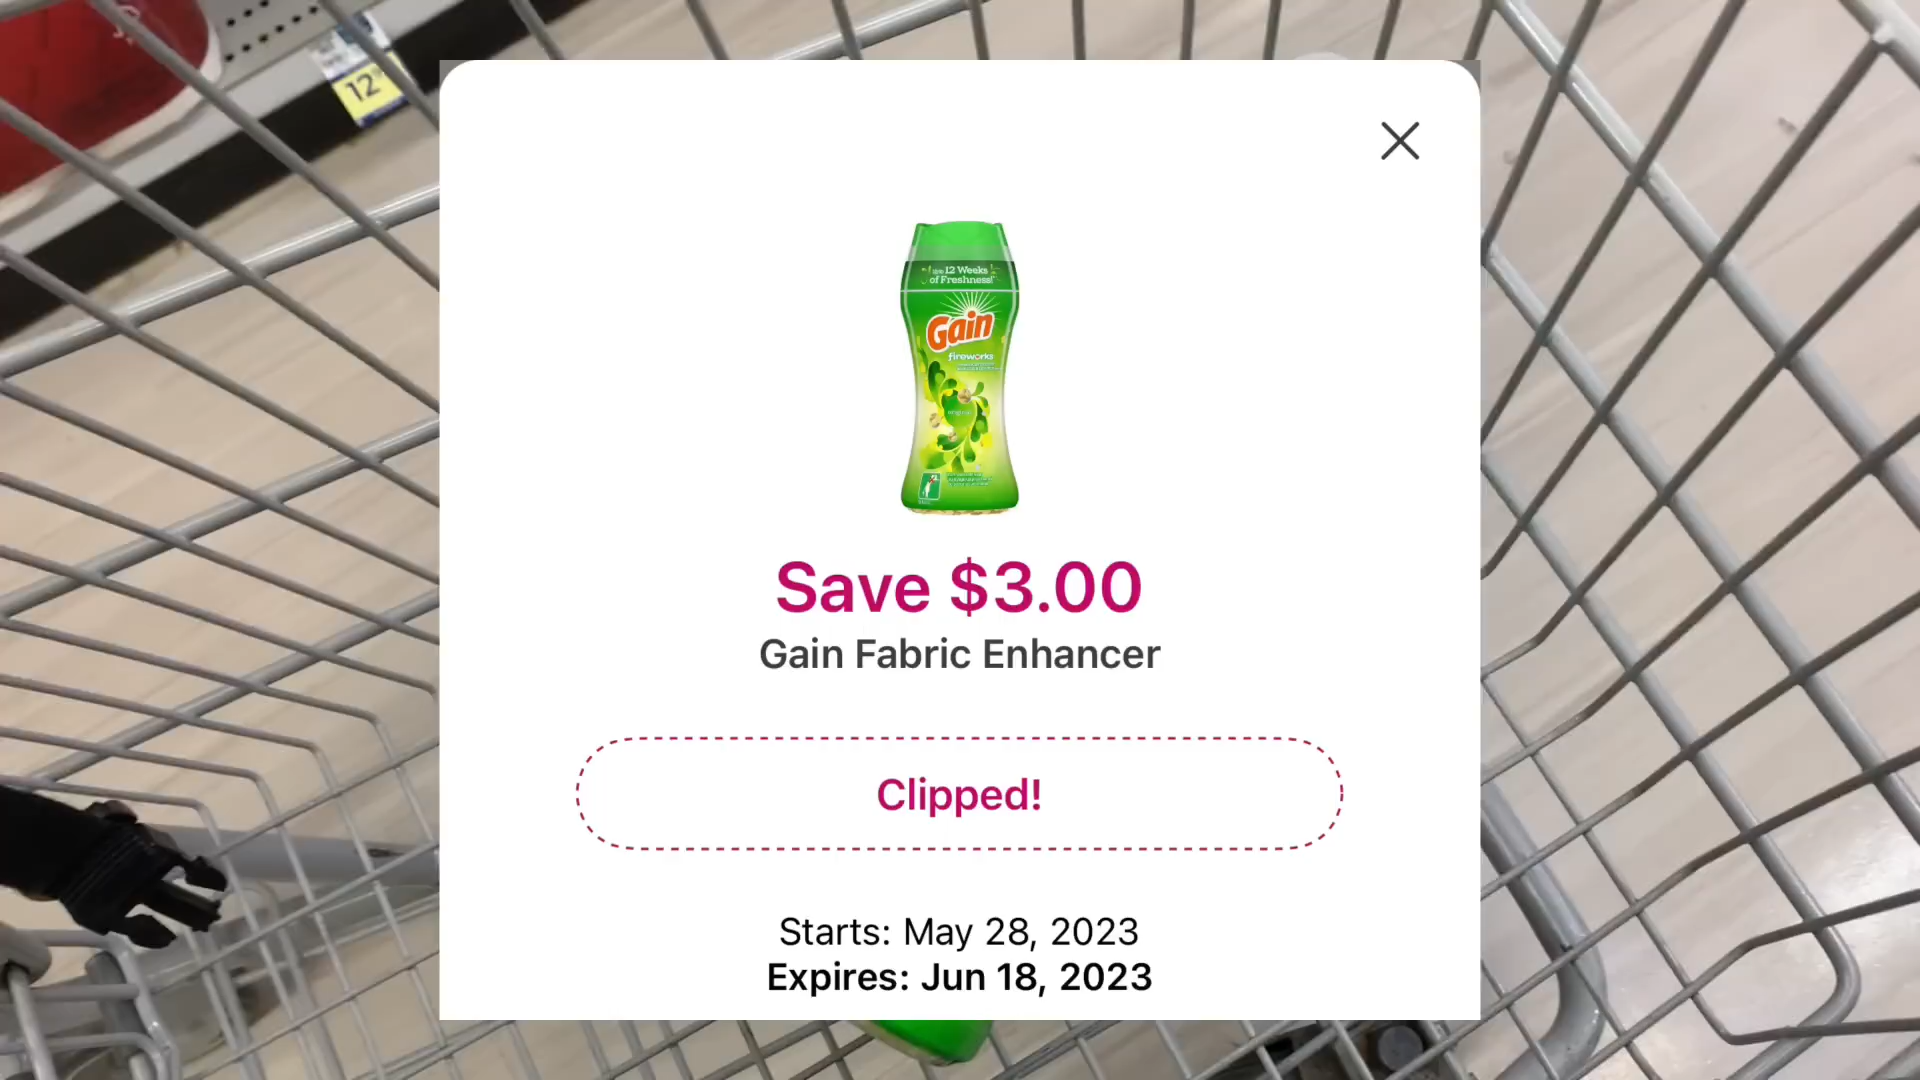 12
12 Weeks
of Freshness!
Gain
fireworks
Save $3.00
Gain Fabric Enhancer
Clipped!
Starts: May 28, 2023
Expires: Jun 18, 2023